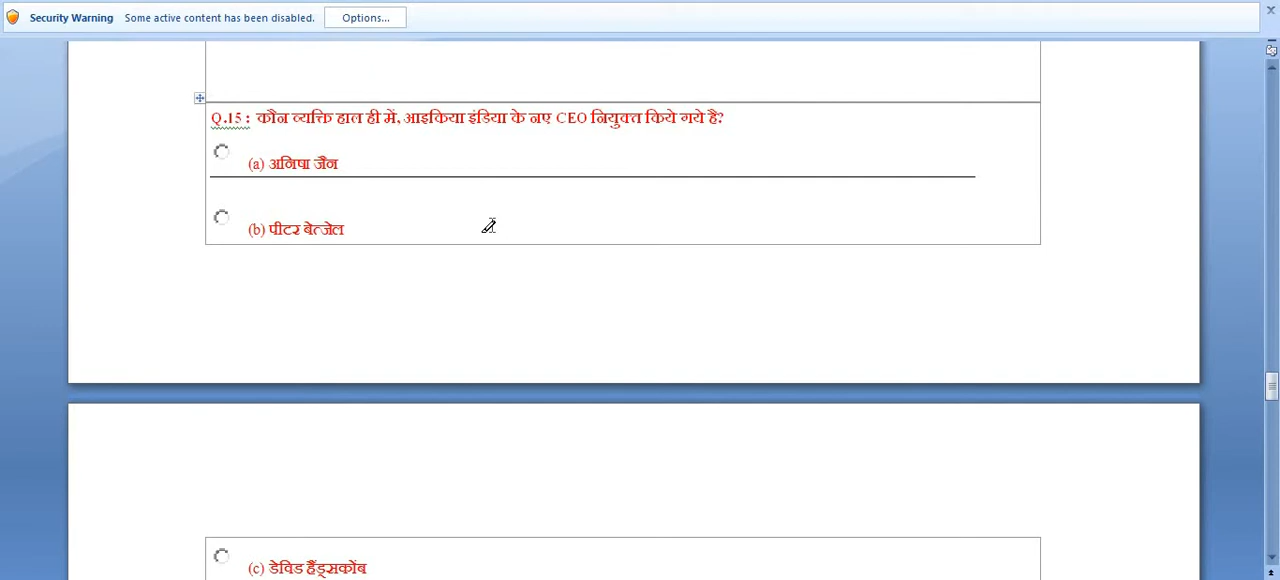 Security Warning Some active content has been disabled. Options...
Q.15 : कौन व्यक्ति हाल ही में, आइकिया इंडिया के नए CEO नियुक्त किये गये है?
(a) अनिषा जैन
(b) पीटर बेत्जेल
(c) डेविड हैंड्सकोंब